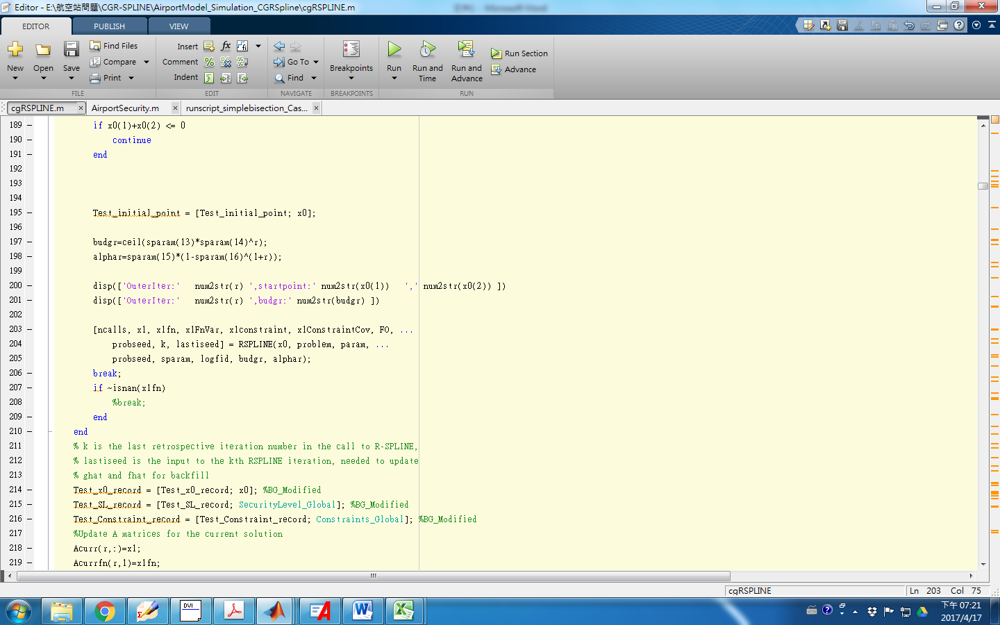 Editor - E:\航空站問題\CGR-SPLINE\AirportModel_Simulation_CGRSpline\cgRSPLINE.m
EDITOR PUBLISH VIEW
New Open Save Find Files Compare Print
Insert Comment Indent
Go To Find
Breakpoints
Run Run and Time Run and Advance Run Section Advance
FILE EDIT NAVIGATE BREAKPOINTS RUN
cgRSPLINE.m AirportSecurity.m runscript_simplebisection_Cas...
189 if x0(1)+x0(2) <= 0
190 continue
191 end
192
193
194
195 Test_initial_point = [Test_initial_point; x0];
196
197 budgr=ceil(sparam(13)*sparam(14)^r);
198 alphar=sparam(15)*(1-sparam(16)^(1+r));
199
200 disp(['OuterIter:' num2str(r) ',startpoint:' num2str(x0(1)) ',' num2str(x0(2)) ])
201 disp(['OuterIter:' num2str(r) ',budgr:' num2str(budgr) ])
202
203 [ncalls, x1, x1fn, x1FnVar, x1constraint, x1ConstraintCov, FO, ...
204 probseed, k, lastiseed] = RSPLINE(x0, problem, param, ...
205 probseed, sparam, logfid, budgr, alphar);
206 break;
207 if ~isnan(x1fn)
208 %break;
209 end
210 end
211 % k is the last retrospective iteration number in the call to R-SPLINE,
212 % lastiseed is the input to the kth RSPLINE iteration, needed to update
213 % ghat and fhat for backfill
214 Test_x0_record = [Test_x0_record; x0]; %BG_Modified
215 Test_SL_record = [Test_SL_record; SecurityLevel_Global]; %BG_Modified
216 Test_Constraint_record = [Test_Constraint_record; Constraints_Global]; %BG_Modified
217 %Update A matrices for the current solution
218 Acurr(r,:)=x1;
219 Acurrfn(r,1)=x1fn;
cgRSPLINE Ln 203 Col 75
DVI
下午 07:21
2017/4/17